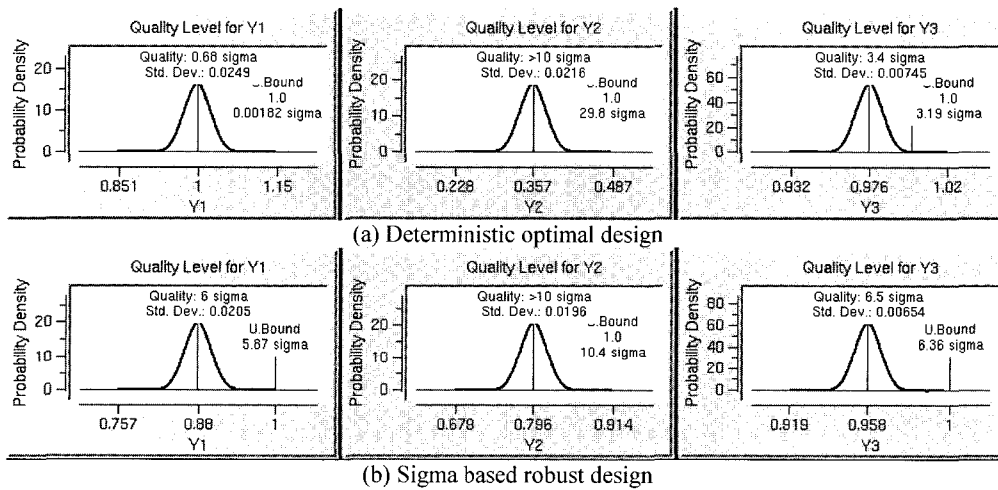 Quality Level for Y1
Quality: 0.68 sigma
Std. Dev.: 0.0249
.Bound
1.0
0.00182 sigma
Probability Density
20
10
0
0.851 1 1.15
Y1
Quality Level for Y2
Quality: >10 sigma
Std. Dev.: 0.0216
.Bound
1.0
29.8 sigma
Probability Density
20
10
0
0.228 0.357 0.487
Y2
Quality Level for Y3
Quality: 3.4 sigma
Std. Dev.: 0.00745
.Bound
1.0
3.19 sigma
Probability Density
60
40
20
0
0.932 0.976 1.02
Y3
(a) Deterministic optimal design
Quality Level for Y1
Quality: 6 sigma
Std. Dev.: 0.0205
U.Bound
5.87 sigma
Probability Density
20
10
0
0.757 0.88 1
Y1
Quality Level for Y2
Quality: >10 sigma
Std. Dev.: 0.0196
.Bound
1.0
10.4 sigma
Probability Density
20
10
0
0.678 0.796 0.914
Y2
Quality Level for Y3
Quality: 6.5 sigma
Std. Dev.: 0.00654
U.Bound
6.36 sigma
Probability Density
80
60
40
20
0
0.919 0.958 1
Y3
(b) Sigma based robust design